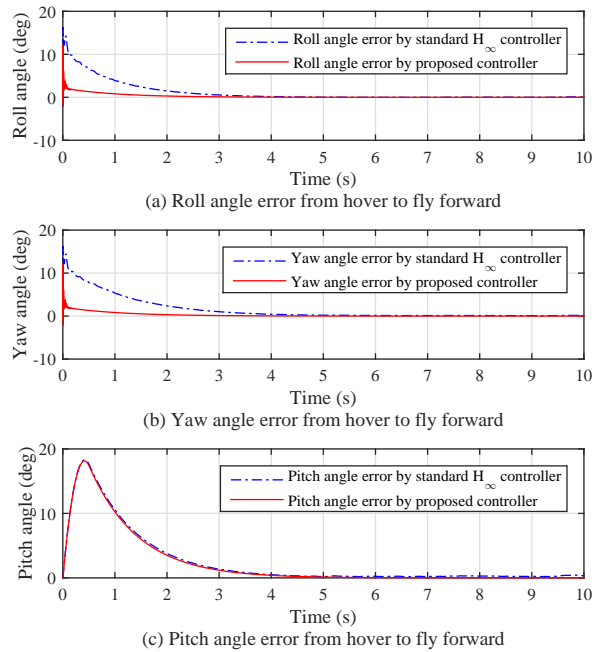 20
10
0
-10
Roll angle (deg)
Roll angle error by standard H∞ controller
Roll angle error by proposed controller
0 1 2 3 4 5 6 7 8 9 10
Time (s)
(a) Roll angle error from hover to fly forward
20
10
0
-10
Yaw angle (deg)
Yaw angle error by standard H∞ controller
Yaw angle error by proposed controller
0 1 2 3 4 5 6 7 8 9 10
Time (s)
(b) Yaw angle error from hover to fly forward
20
10
0
Pitch angle (deg)
Pitch angle error by standard H∞ controller
Pitch angle error by proposed controller
0 1 2 3 4 5 6 7 8 9 10
Time (s)
(c) Pitch angle error from hover to fly forward